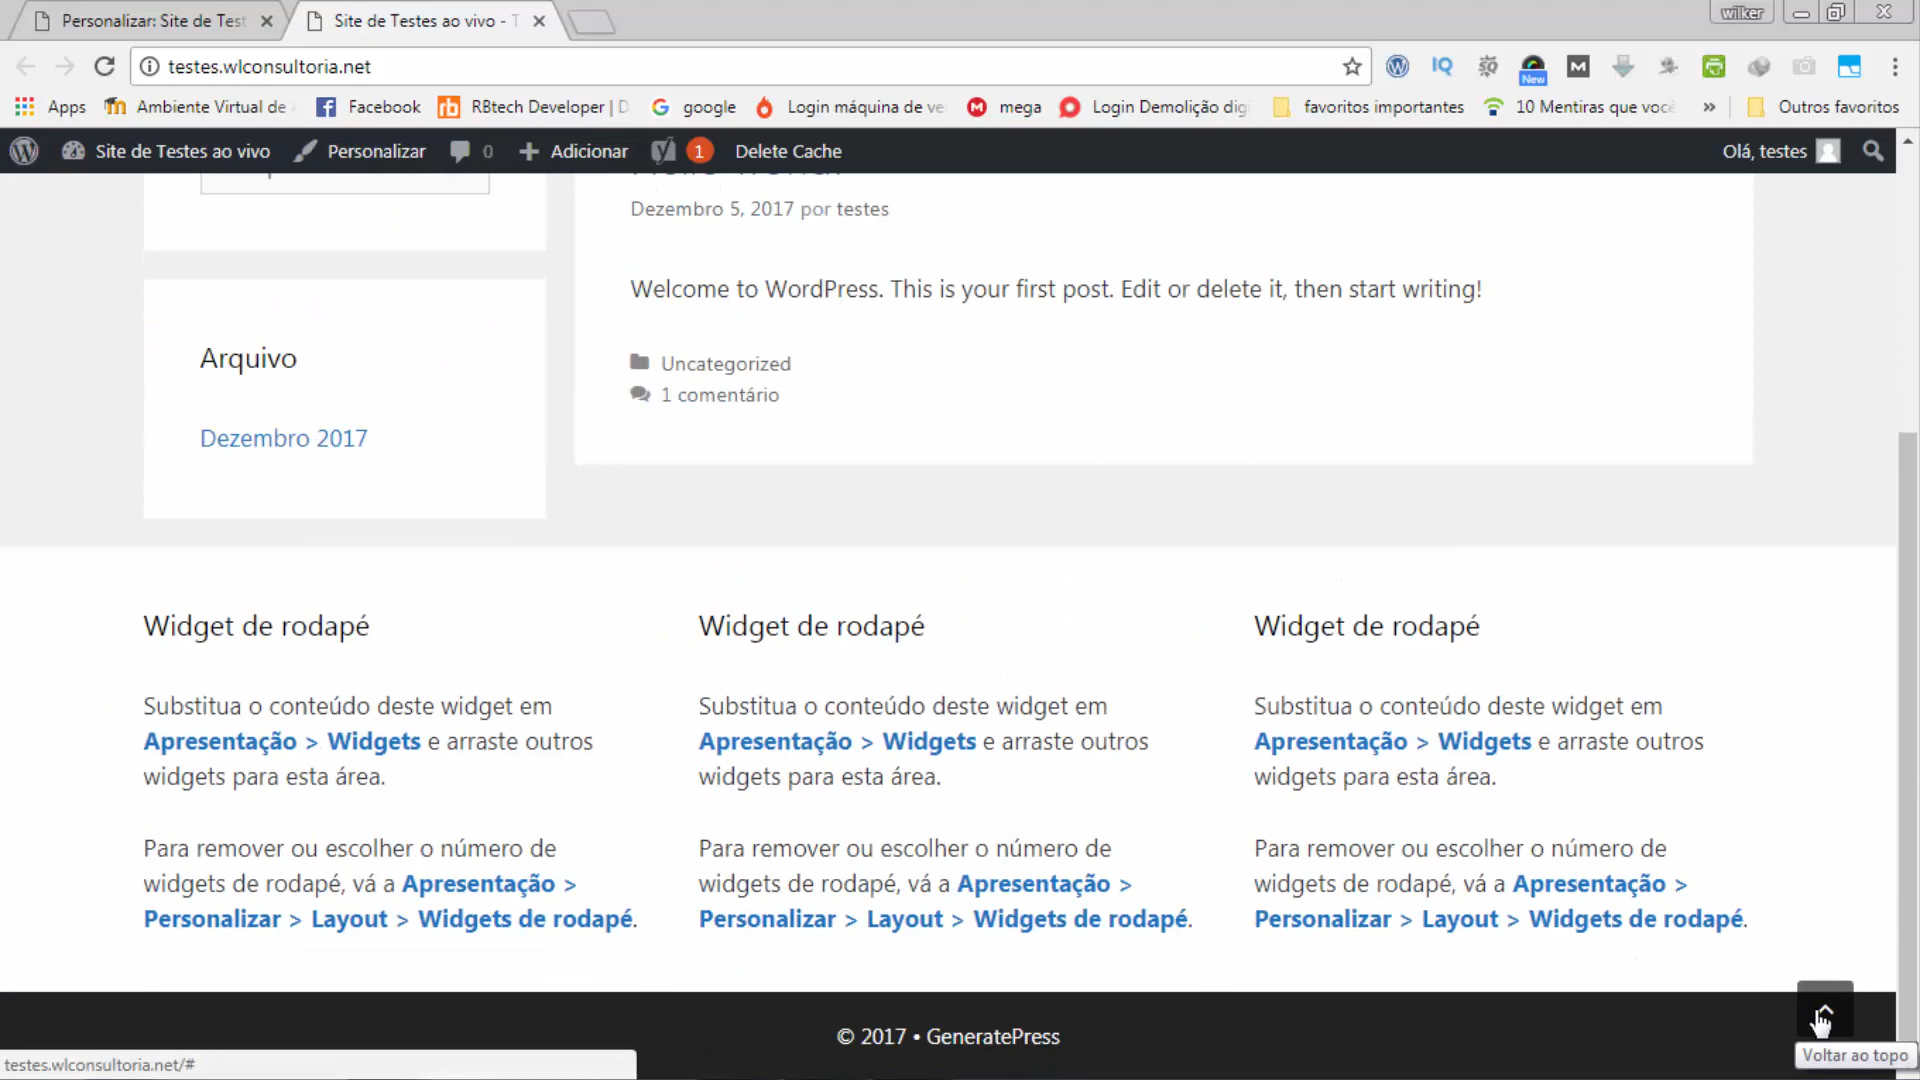 Personalizar: Site de Test
Site de Testes ao vivo - T
wilker
testes.wlconsultoria.net
IQ
New
M
Apps
Ambiente Virtual de
Facebook
RBtech Developer | D
google
Login máquina de ve
mega
Login Demolição dig
favoritos importantes
10 Mentiras que você
»
Outros favoritos
Site de Testes ao vivo
Personalizar
0
Adicionar
1
Delete Cache
Olá, testes
Dezembro 5, 2017 por testes
Welcome to WordPress. This is your first post. Edit or delete it, then start writing!
Uncategorized
1 comentário
Arquivo
Dezembro 2017
Widget de rodapé
Substitua o conteúdo deste widget em
Apresentação > Widgets e arraste outros
widgets para esta área.
Para remover ou escolher o número de
widgets de rodapé, vá a Apresentação >
Personalizar > Layout > Widgets de rodapé.
Widget de rodapé
Substitua o conteúdo deste widget em
Apresentação > Widgets e arraste outros
widgets para esta área.
Para remover ou escolher o número de
widgets de rodapé, vá a Apresentação >
Personalizar > Layout > Widgets de rodapé.
Widget de rodapé
Substitua o conteúdo deste widget em
Apresentação > Widgets e arraste outros
widgets para esta área.
Para remover ou escolher o número de
widgets de rodapé, vá a Apresentação >
Personalizar > Layout > Widgets de rodapé.
© 2017 • GeneratePress
Voltar ao topo
testes.wlconsultoria.net/#